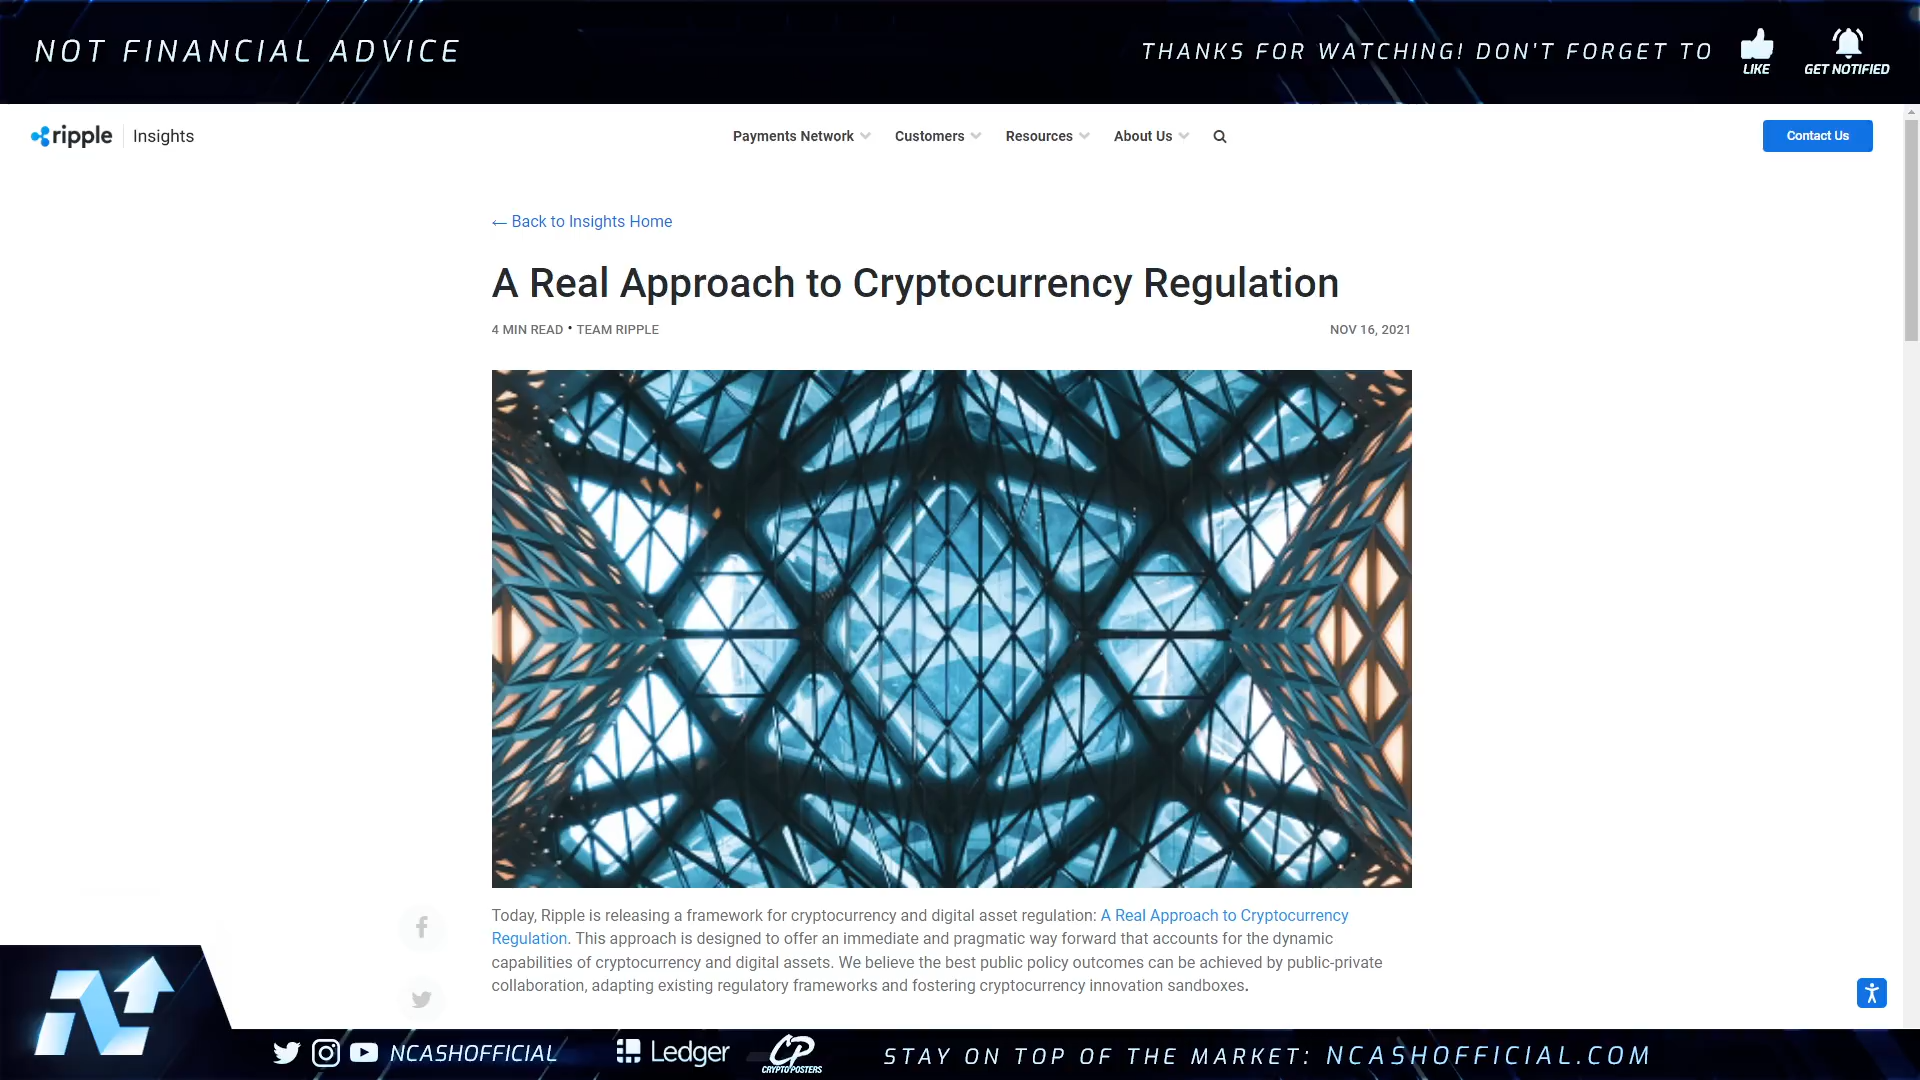 NOT FINANCIAL ADVICE
THANKS FOR WATCHING! DON'T FORGET TO
LIKE
GET NOTIFIED
ripple | Insights
Payments Network
Customers
Resources
About Us
Contact Us
← Back to Insights Home
A Real Approach to Cryptocurrency Regulation
4 MIN READ • TEAM RIPPLE
NOV 16, 2021
Today, Ripple is releasing a framework for cryptocurrency and digital asset regulation: A Real Approach to Cryptocurrency
Regulation. This approach is designed to offer an immediate and pragmatic way forward that accounts for the dynamic
capabilities of cryptocurrency and digital assets. We believe the best public policy outcomes can be achieved by public-private
collaboration, adapting existing regulatory frameworks and fostering cryptocurrency innovation sandboxes.
NCASHOFFICIAL
Ledger
CP
CRYPTOPOSTERS
STAY ON TOP OF THE MARKET: NCASHOFFICIAL.COM